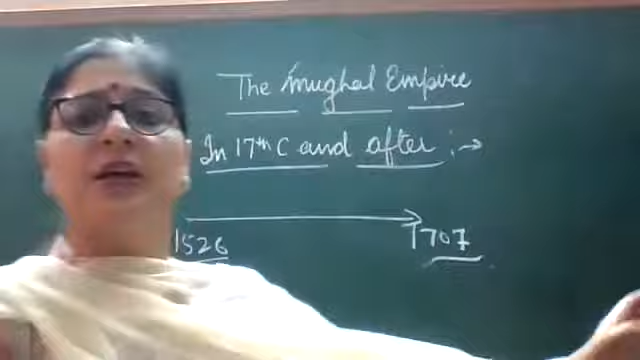 The Mughal Empire
In 17th C and after :→
1526 → 1707